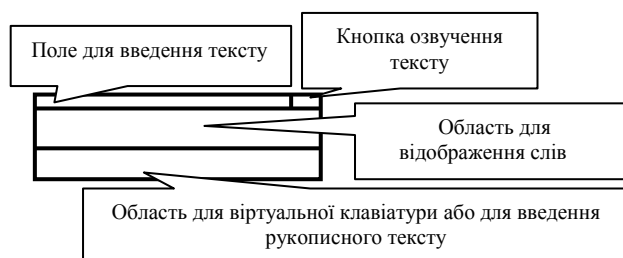 Поле для введення тексту
Кнопка озвучення
тексту
Область для
відображення слів
Область для віртуальної клавіатури або для введення
рукописного тексту